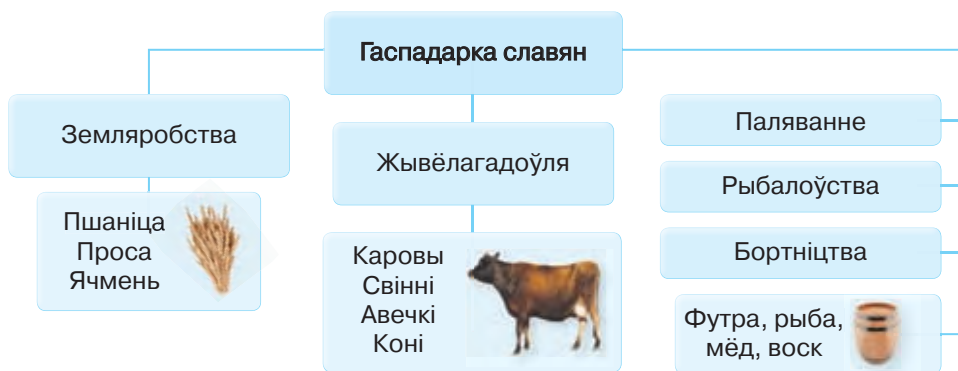 Гаспадарка славян
Земляробства
Пшаніца
Проса
Ячмень
Жывёлагадоўля
Каровы
Свінні
Авечкі
Коні
Паляванне
Рыбалоўства
Бортніцтва
Футра, рыба,
мёд, воск